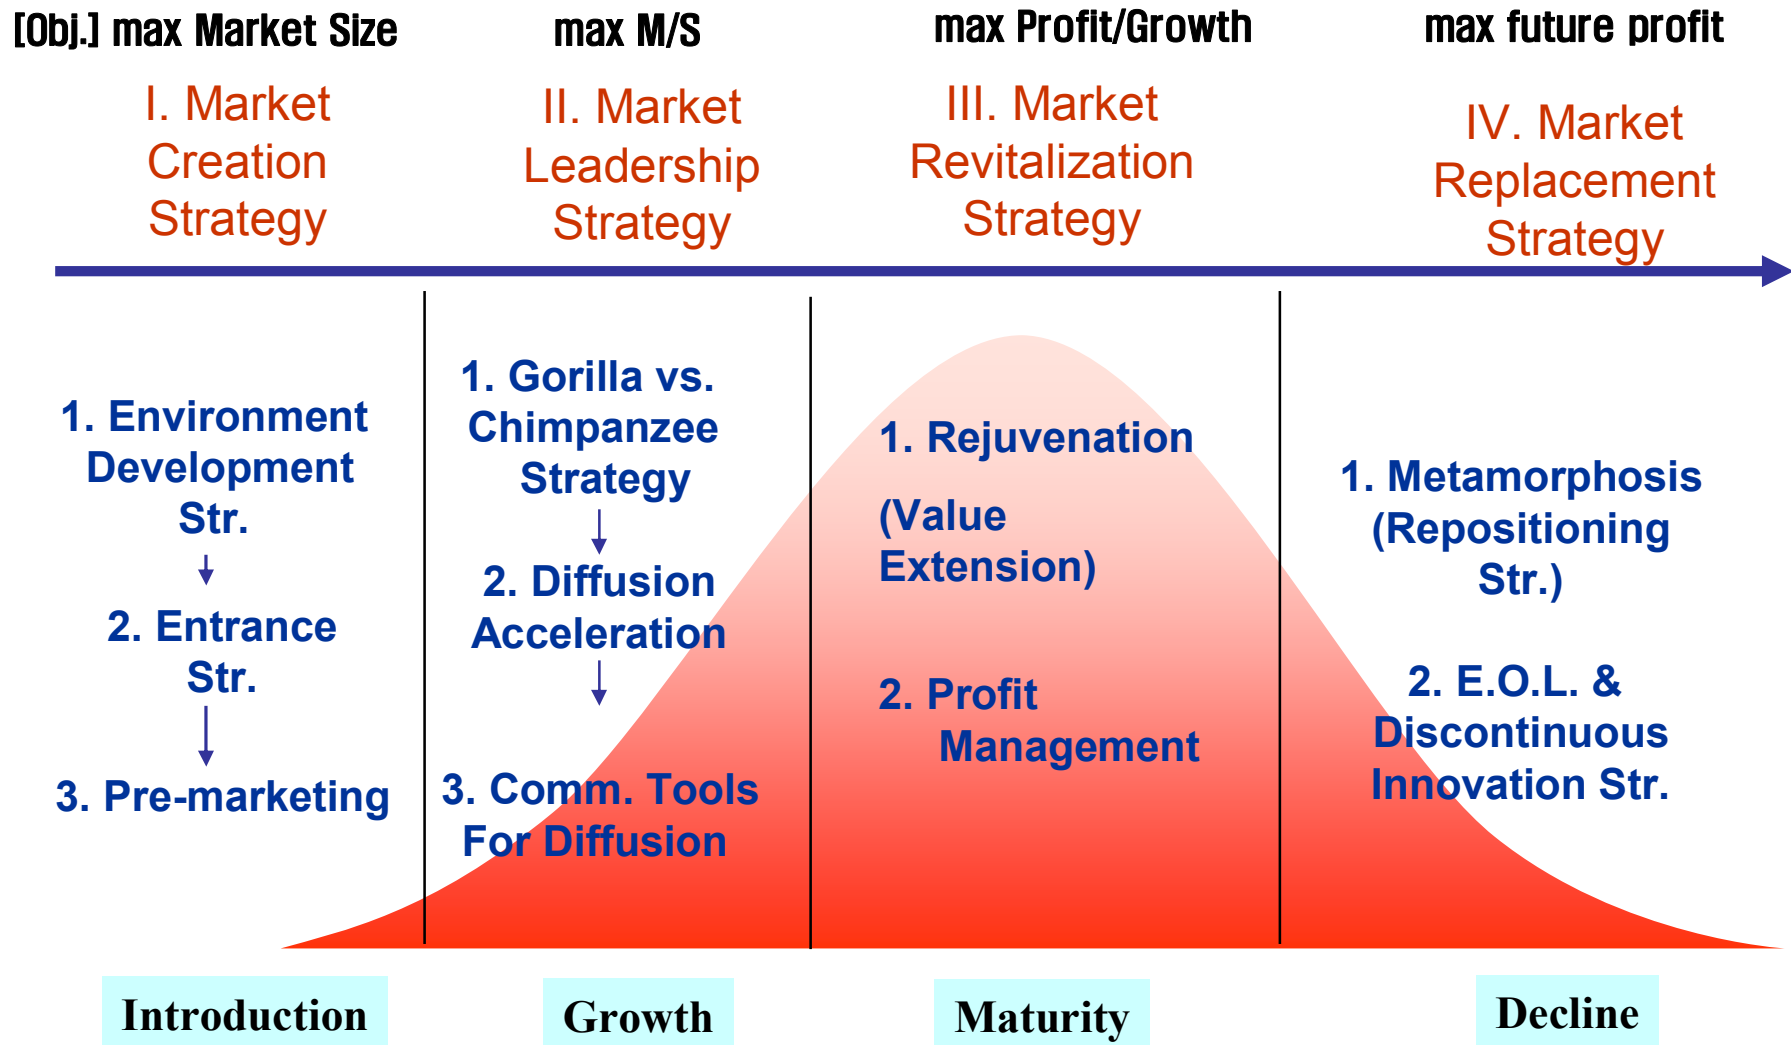 [Obj.] max Market Size
max M/S
max Profit/Growth
max future profit
I. Market
Creation
Strategy
II. Market
Leadership
Strategy
III. Market
Revitalization
Strategy
IV. Market
Replacement
Strategy
1. Environment
Development
Str.
2. Entrance
Str.
3. Pre-marketing
1. Gorilla vs.
Chimpanzee
Strategy
2. Diffusion
Acceleration
3. Comm. Tools
For Diffusion
1. Rejuvenation
(Value
Extension)
2. Profit
Management
1. Metamorphosis
(Repositioning
Str.)
2. E.O.L. &
Discontinuous
Innovation Str.
Introduction
Growth
Maturity
Decline